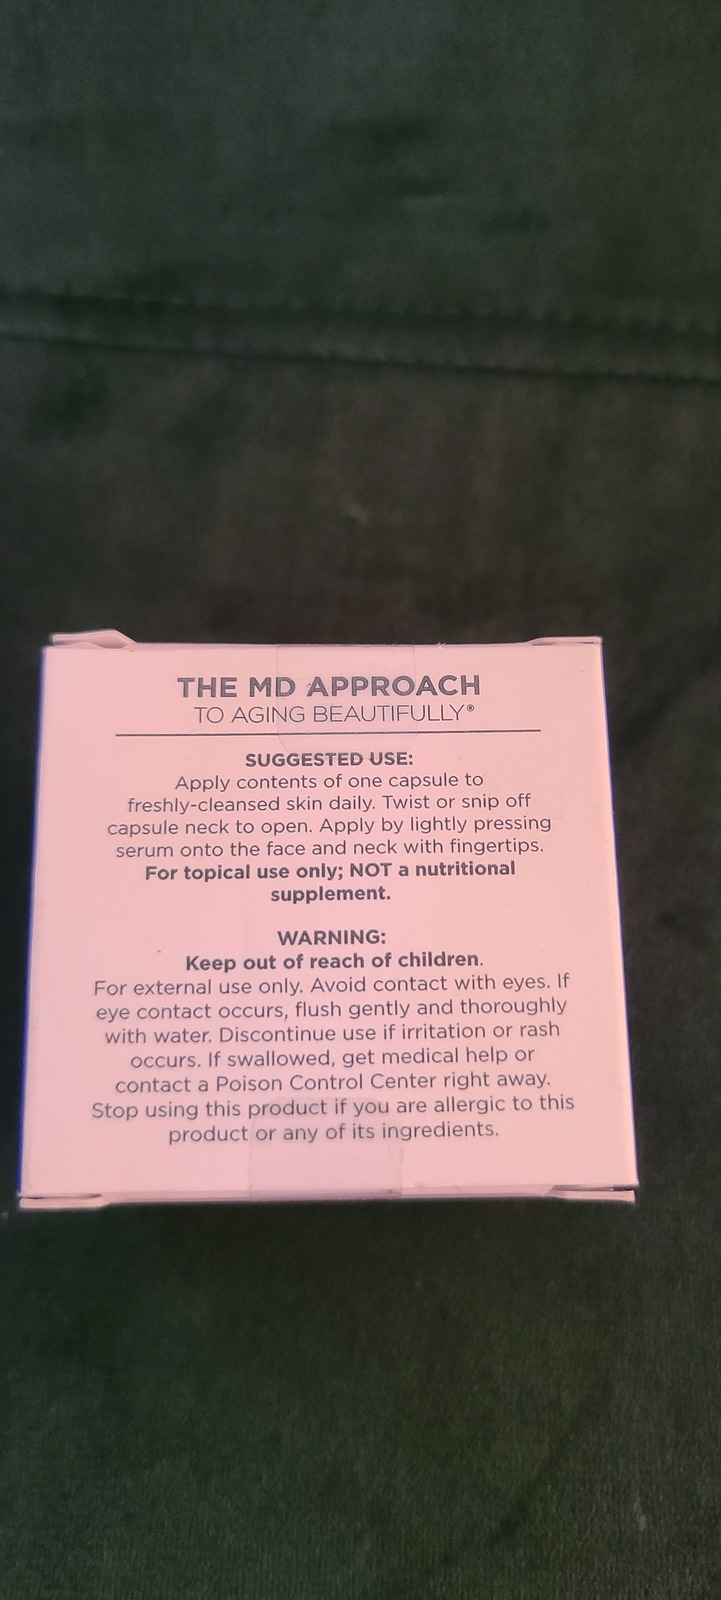 THE MD APPROACH
TO AGING BEAUTIFULLY®
SUGGESTED USE:
Apply contents of one capsule to
freshly-cleansed skin daily. Twist or snip off
capsule neck to open. Apply by lightly pressing
serum onto the face and neck with fingertips.
For topical use only; NOT a nutritional
supplement.
WARNING:
Keep out of reach of children.
For external use only. Avoid contact with eyes. If
eye contact occurs, flush gently and thoroughly
with water. Discontinue use if irritation or rash
occurs. If swallowed, get medical help or
contact a Poison Control Center right away.
Stop using this product if you are allergic to this
product or any of its ingredients.